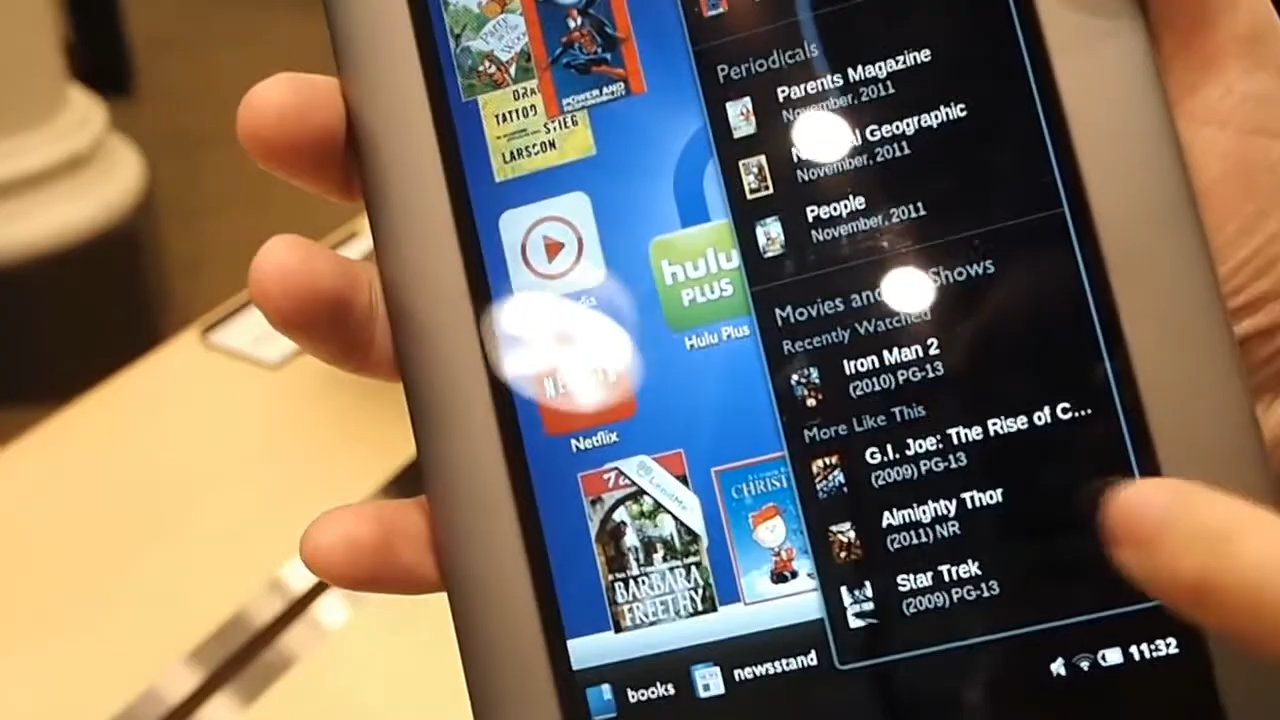 POWER AND
RESPONSIBILITY
TATTOO
STIEG
LARSSON
hulu
PLUS
Hulu Plus
Netflix
LendMe
BARBARA
FREETHY
CHRIST
books
newsstand
Periodicals
Parents Magazine
November, 2011
Geographic
November, 2011
People
November, 2011
Movies and Shows
Recently Watched
Iron Man 2
(2010) PG-13
More Like This
G.I. Joe: The Rise of C...
(2009) PG-13
Almighty Thor
(2011) NR
Star Trek
(2009) PG-13
11:32